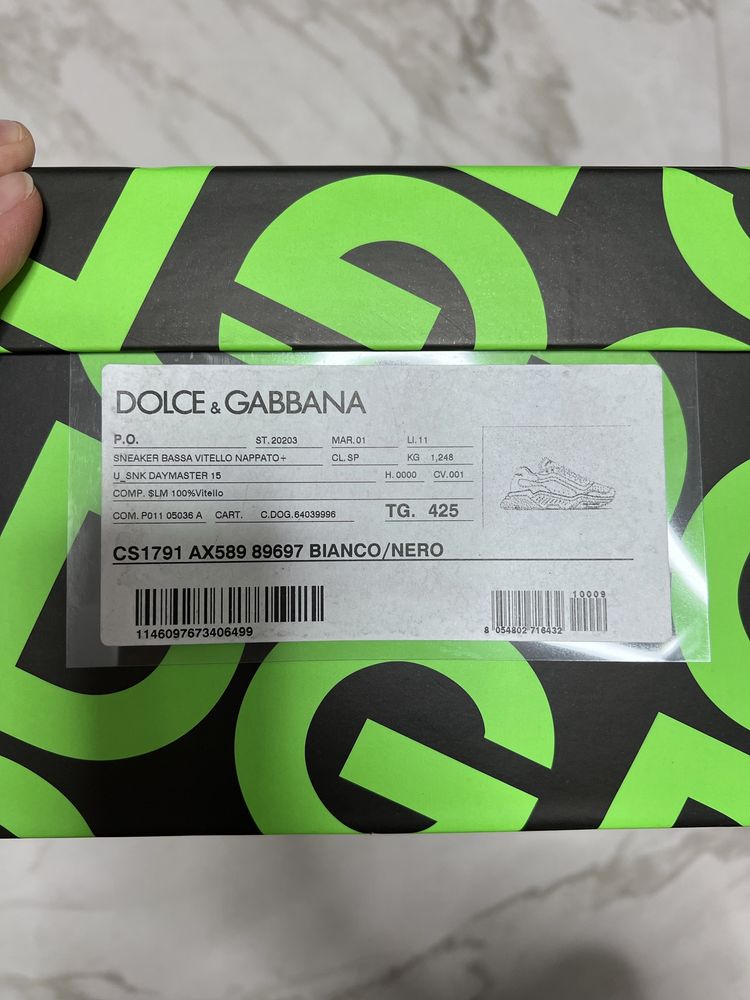 DOLCE & GABBANA
P.O. ST. 20203 MAR. 01 LI. 11
SNEAKER BASSA VITELLO NAPPATO+ CL. SP KG 1,248
U_SNK DAYMASTER 15 H. 0000 CV. 001
COMP. $LM 100%Vitello
COM. P011 05036 A CART. C.DOG.64039996 TG. 425
CS1791 AX589 89697 BIANCO/NERO
10009
1146097673406499
8 054802 716432